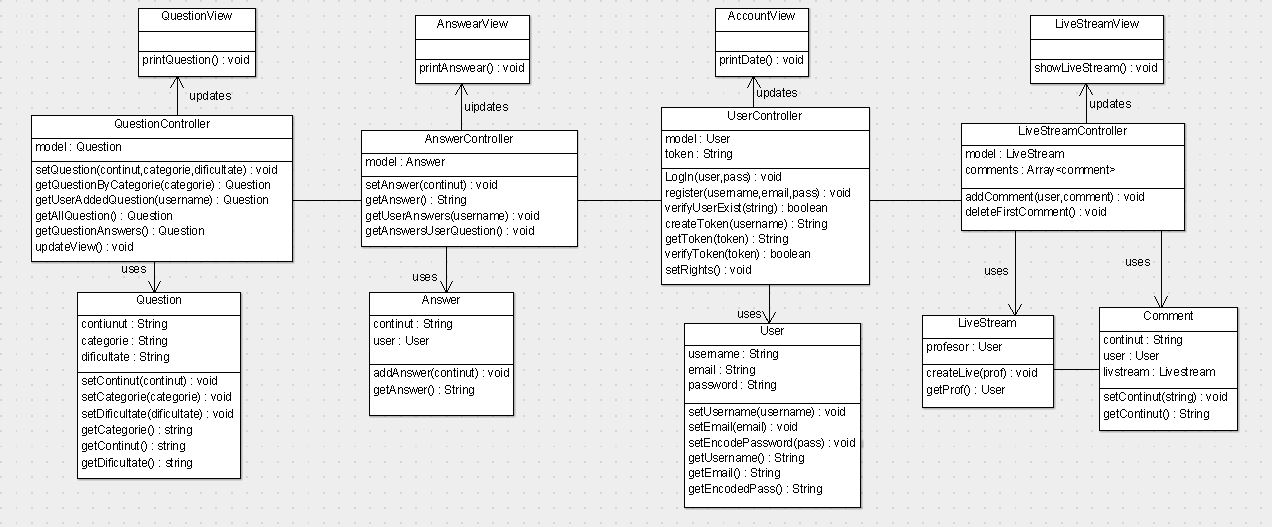 QuestionView
printQuestion() : void
updates
QuestionController
model : Question
setQuestion(continut,categorie,dificultate) : void
getQuestionByCategorie(categorie) : Question
getUserAddedQuestion(username) : Question
getAllQuestion() : Question
getQuestionAnswers() : Question
updateView() : void
uses
Question
contiunut : String
categorie : String
dificultate : String
setContinut(continut) : void
setCategorie(categorie) : void
setDificultate(dificultate) : void
getCategorie() : string
getContinut() : string
getDificultate() : string
AnswearView
printAnswear() : void
uipdates
AnswerController
model : Answer
setAnswer(continut) : void
getAnswer() : String
getUserAnswers(username) : void
getAnswersUserQuestion() : void
uses
Answer
continut : String
user : User
addAnswer(continut) : void
getAnswer() : String
AccountView
printDate() : void
updates
UserController
model : User
token : String
LogIn(user,pass) : void
register(username,email,pass) : void
verifyUserExist(string) : boolean
createToken(username) : String
getToken(token) : String
verifyToken(token) : boolean
setRights() : void
uses
User
username : String
email : String
password : String
setUsername(username) : void
setEmail(email) : void
setEncodePassword(pass) : void
getUsername() : String
getEmail() : String
getEncodedPass() : String
LiveStreamView
showLiveStream() : void
updates
LiveStreamController
model : LiveStream
comments : Array<comment>
addComment(user,comment) : void
deleteFirstComment() : void
uses
uses
LiveStream
profesor : User
createLive(prof) : void
getProf() : User
Comment
continut : String
user : User
livstream : Livestream
setContinut(string) : void
getContinut() : String